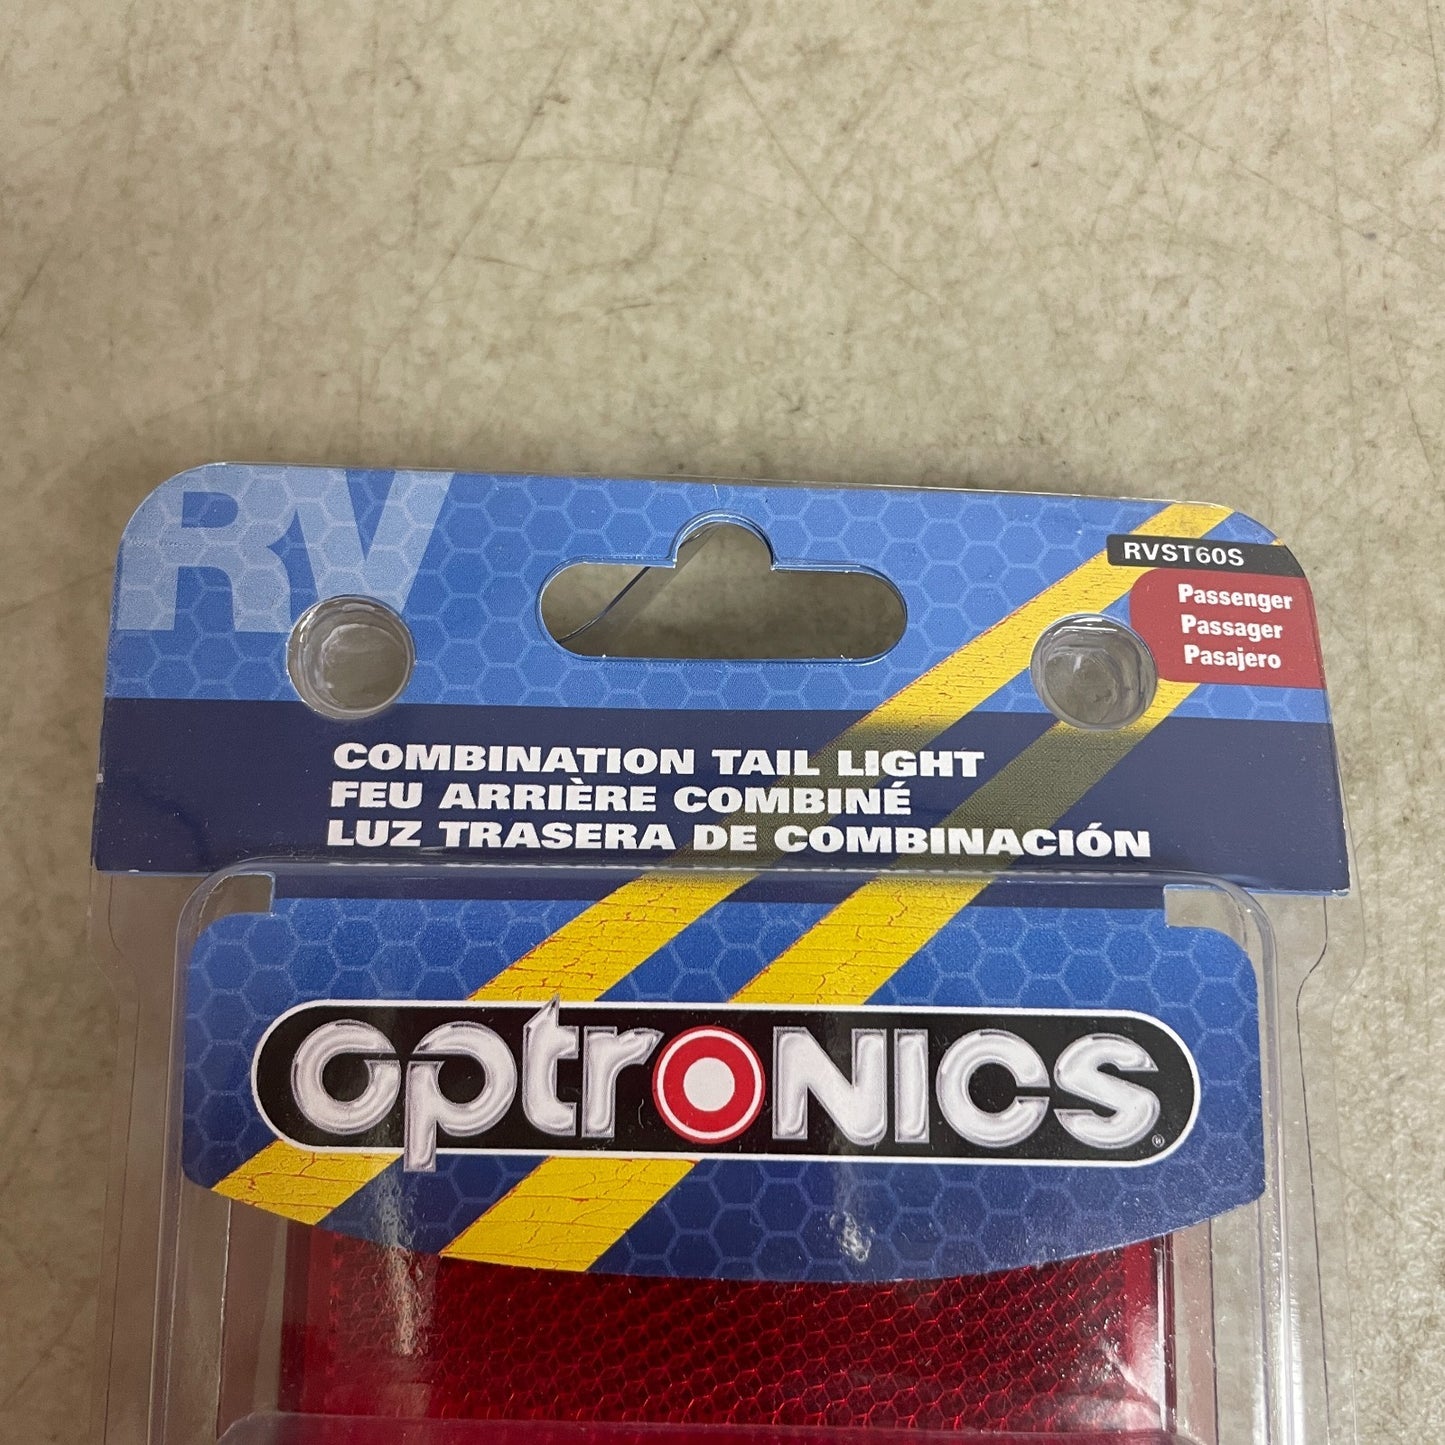 RV
RVST60S
Passenger
Passager
Pasajero
COMBINATION TAIL LIGHT
FEU ARRIÈRE COMBINÉ
LUZ TRASERA DE COMBINACIÓN
optrONICS®